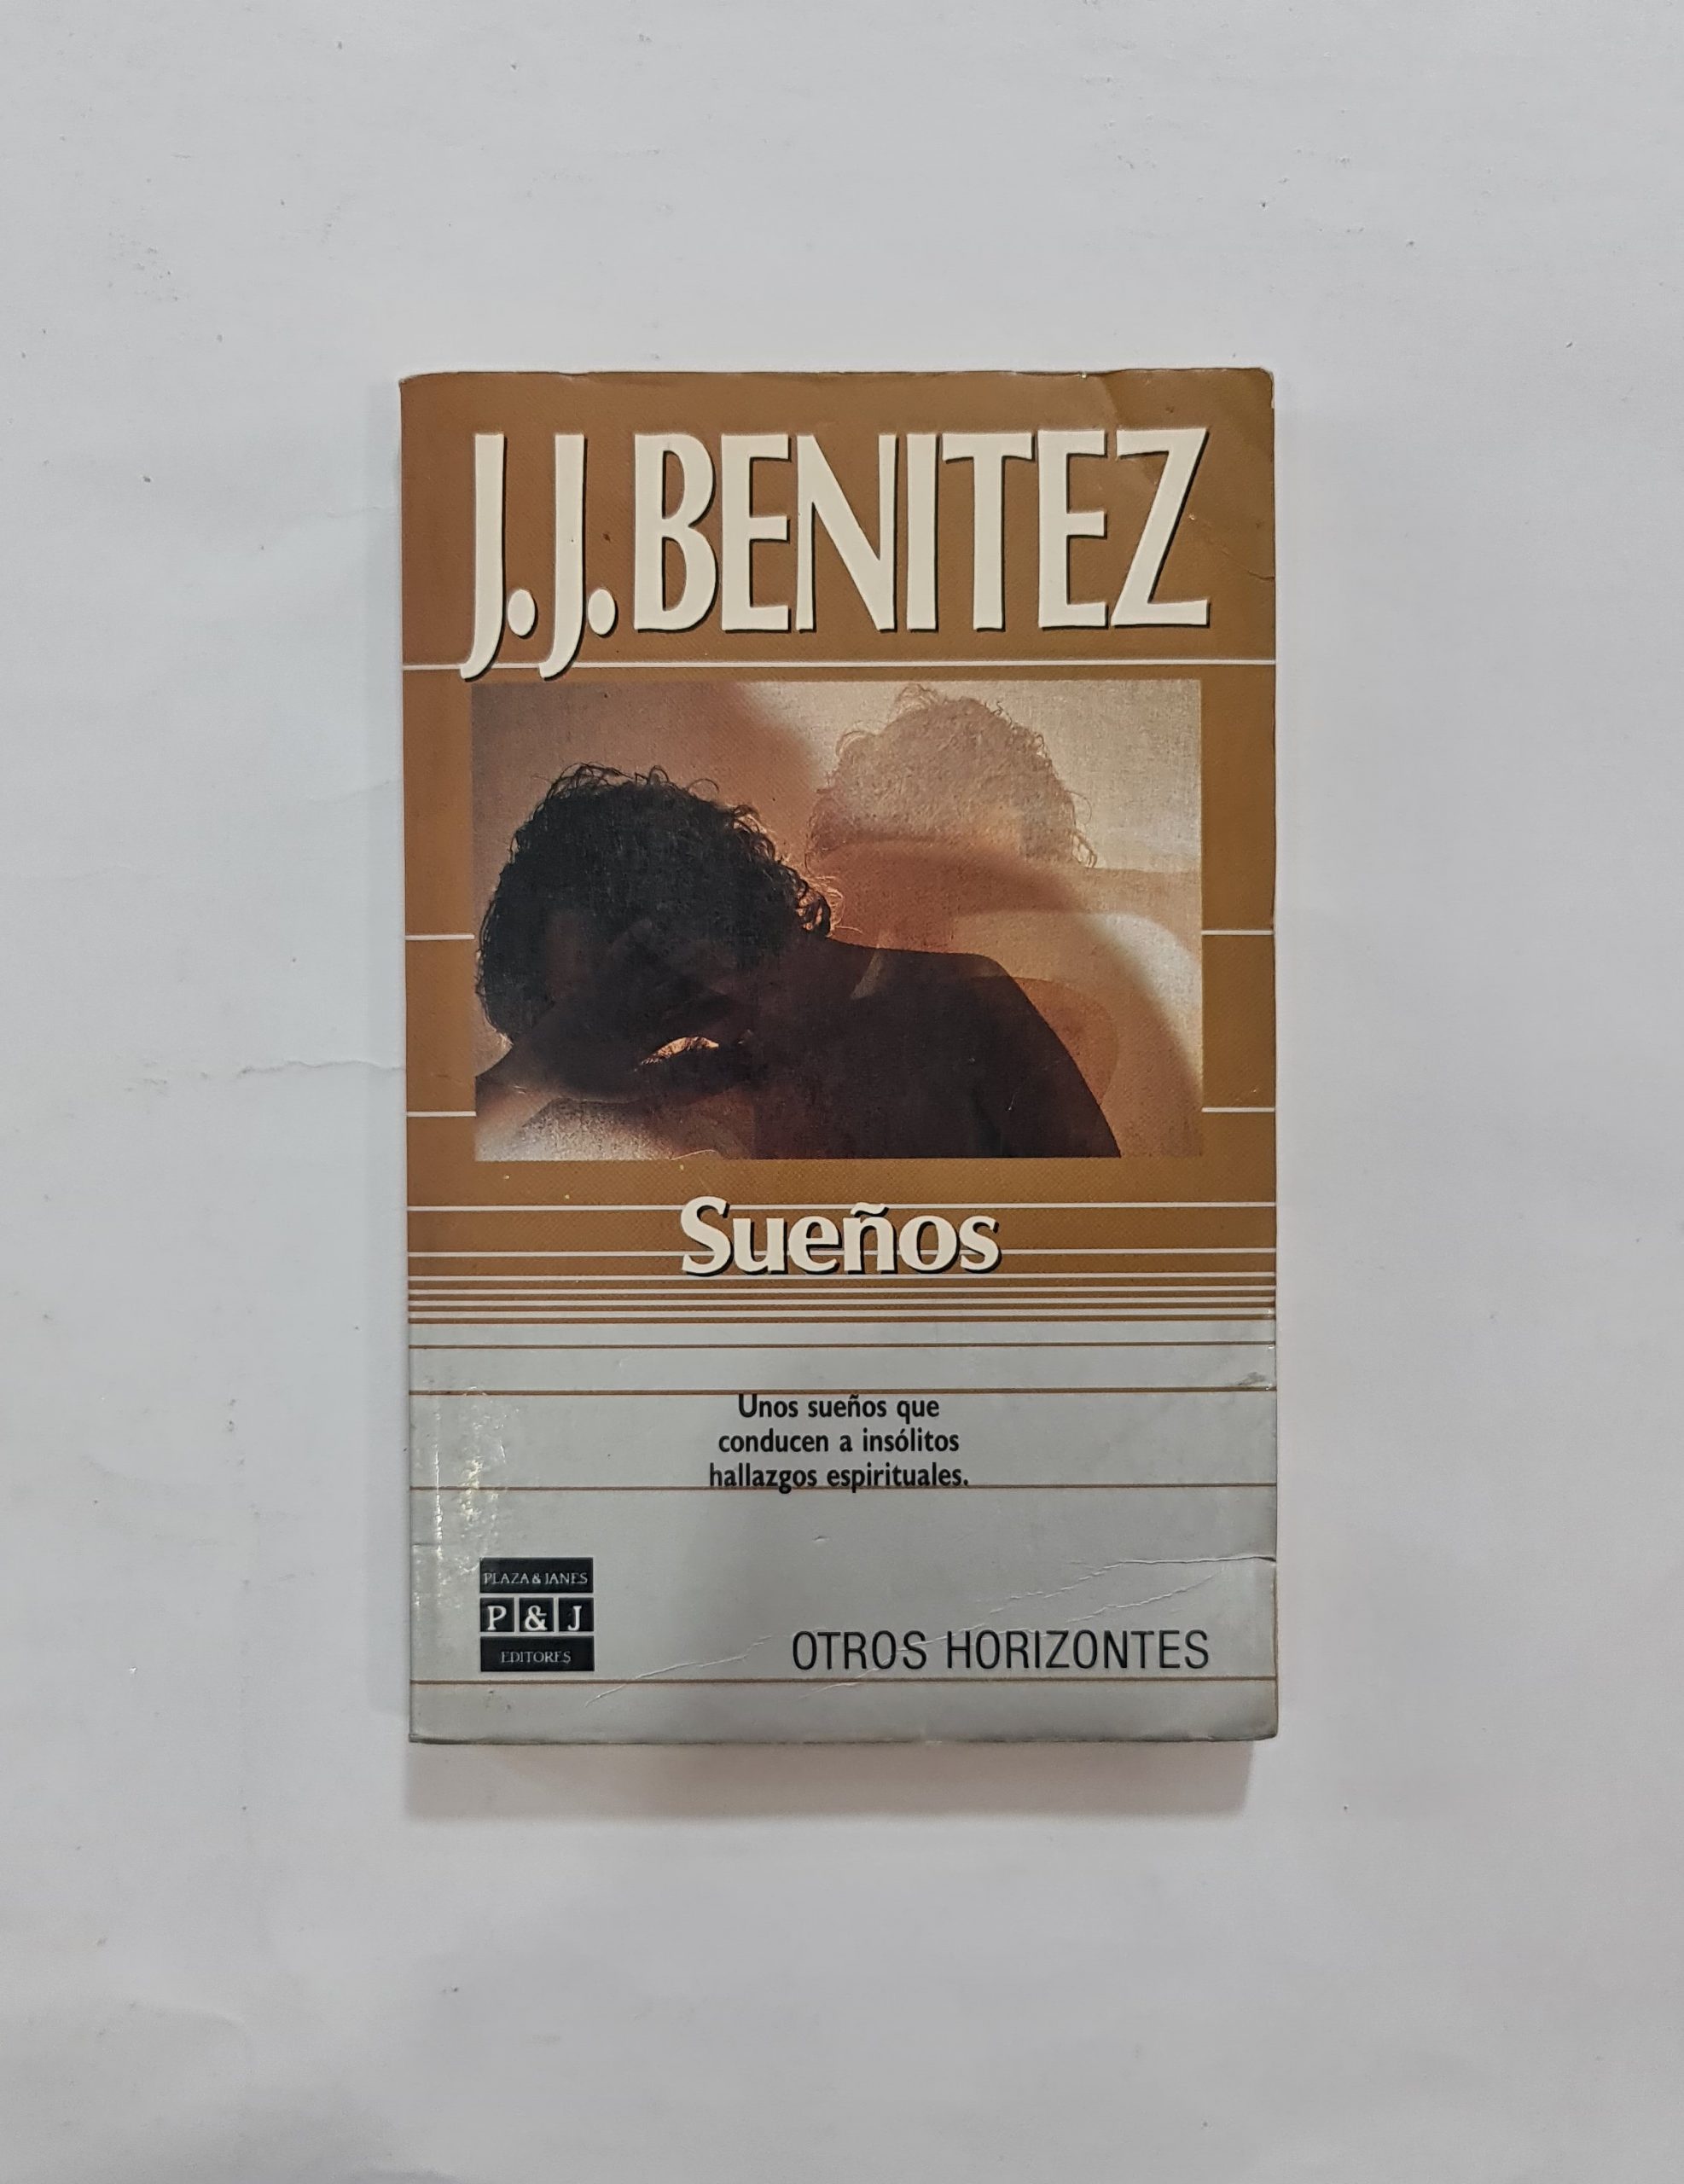 J.J. BENITEZ
Sueños
Unos sueños que
conducen a insólitos
hallazgos espirituales.
PLAZA & JANES
P & J
EDITORES
OTROS HORIZONTES